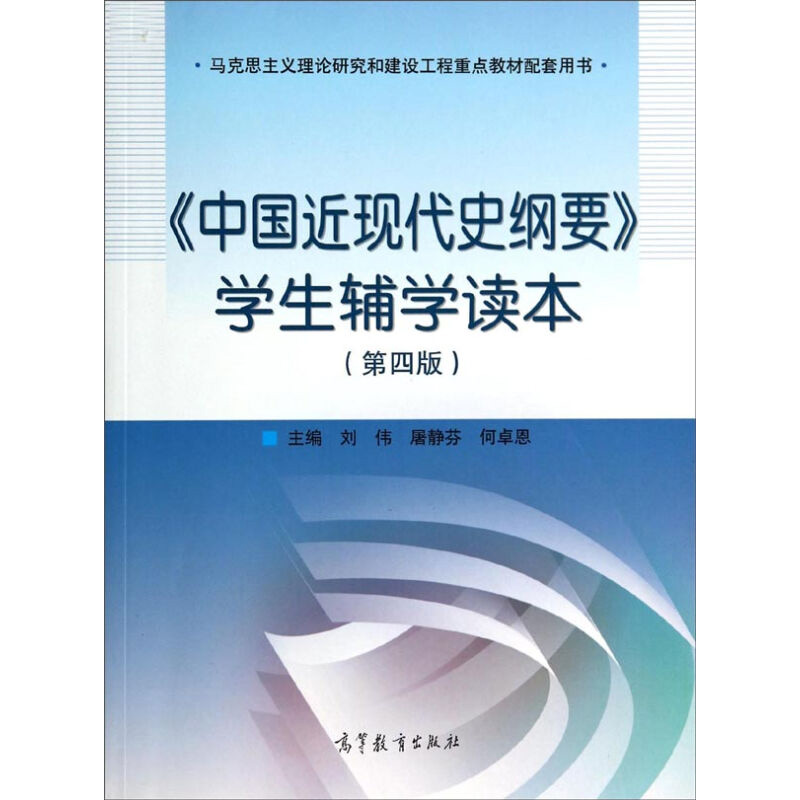 ·马克思主义理论研究和建设工程重点教材配套用书·
《中国近现代史纲要》
学生辅学读本
(第四版)
主编 刘 伟 屠静芬 何卓恩
高等教育出版社